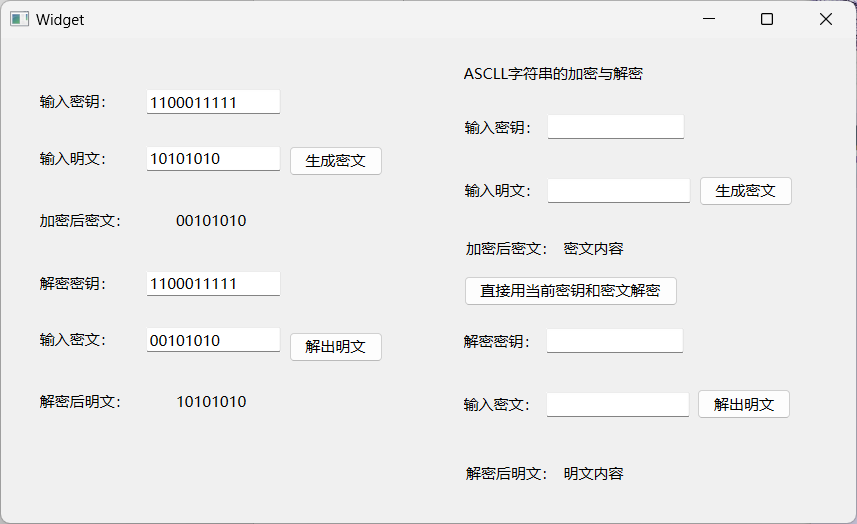 Widget
输入密钥： 1100011111
输入明文： 10101010 生成密文
加密后密文： 00101010
解密密钥： 1100011111
输入密文： 00101010 解出明文
解密后明文： 10101010
ASCLL字符串的加密与解密
输入密钥：
输入明文： 生成密文
加密后密文： 密文内容
直接用当前密钥和密文解密
解密密钥：
输入密文： 解出明文
解密后明文： 明文内容